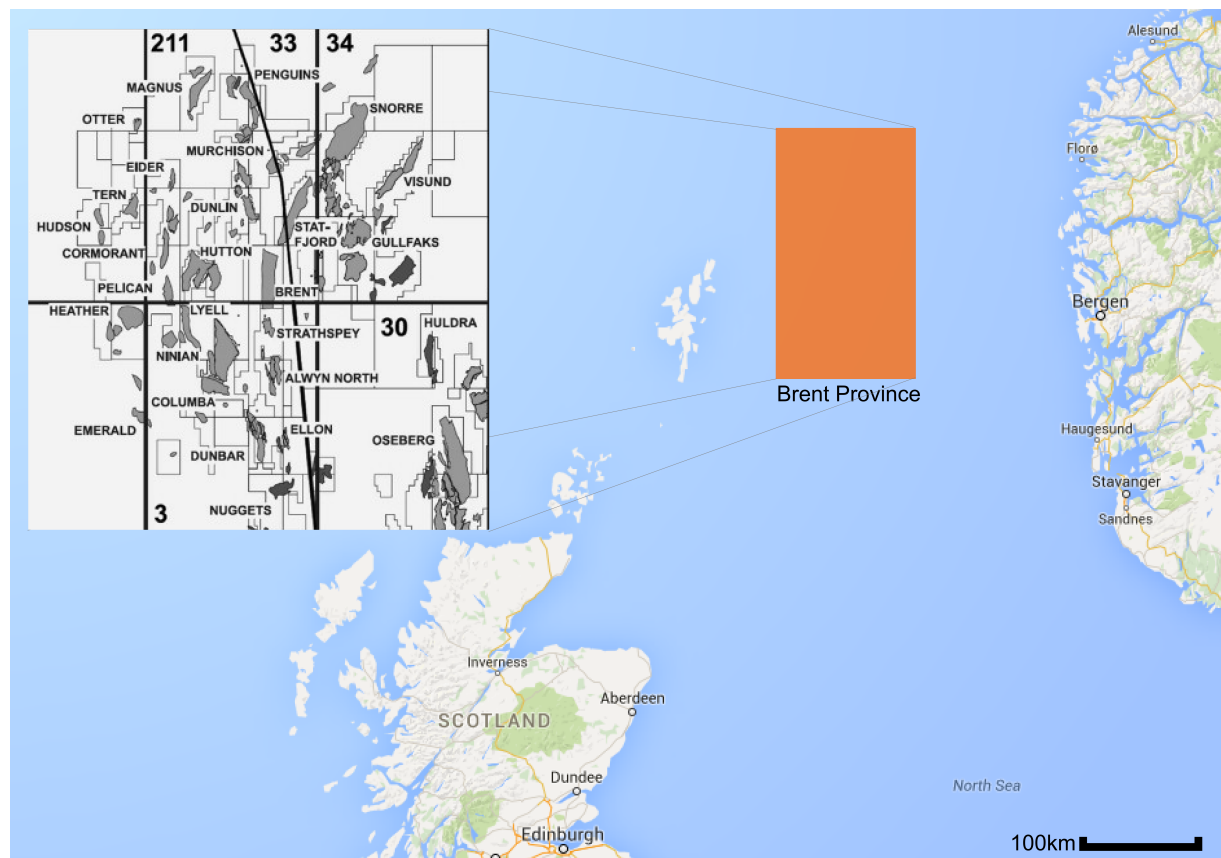 211
33
34
PENGUINS
MAGNUS
SNORRE
OTTER
MURCHISON
EIDER
VISUND
TERN
DUNLIN
HUDSON
STAT-
FJORD
GULLFAKS
CORMORANT
HUTTON
PELICAN
BRENT
HEATHER
LYELL
30
HULDRA
STRATHSPEY
NINIAN
ALWYN NORTH
COLUMBA
EMERALD
ELLON
OSEBERG
DUNBAR
NUGGETS
3
Brent Province
Alesund
Florø
Bergen
Haugesund
Stavanger
Sandnes
Inverness
Aberdeen
SCOTLAND
Dundee
Edinburgh
North Sea
100km